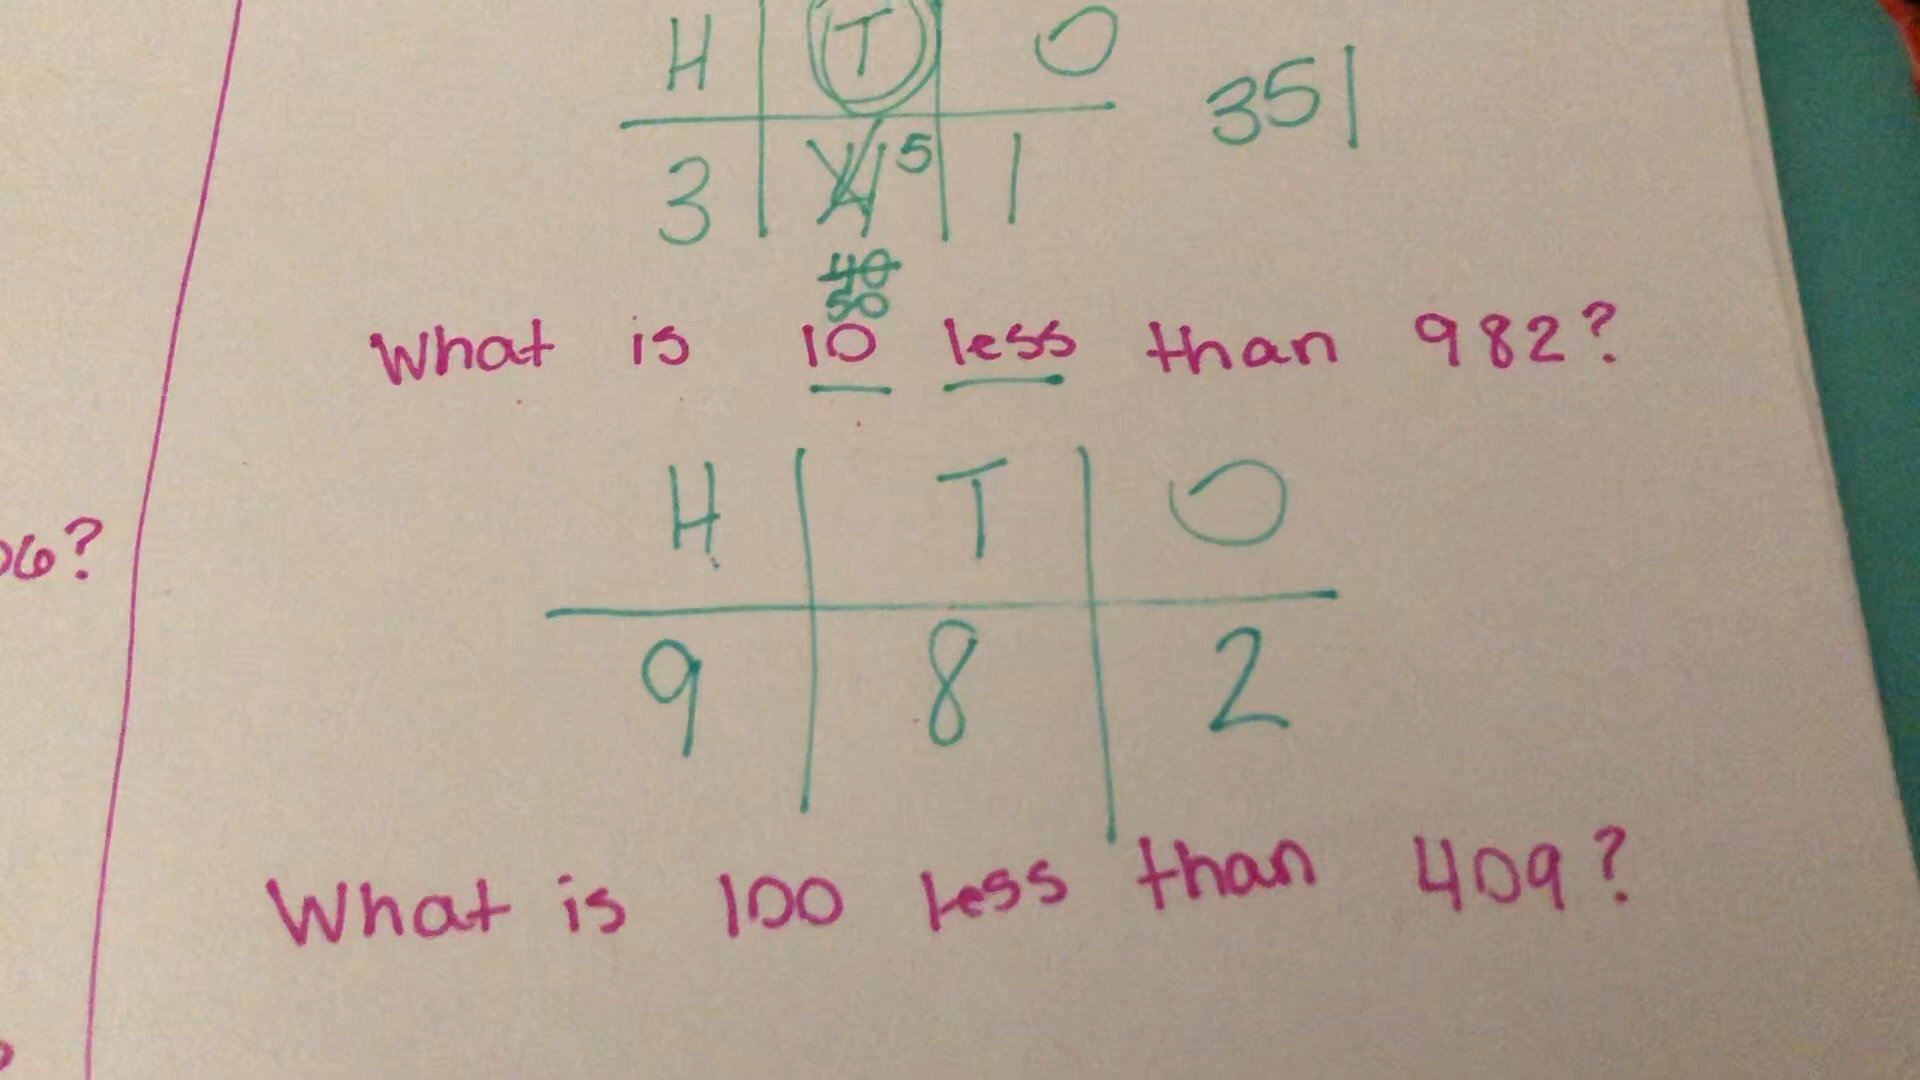 H T O
3 4 5 1 351
40
50
What is 10 less than 982?
H T O
06?
9 8 2
What is 100 less than 409?